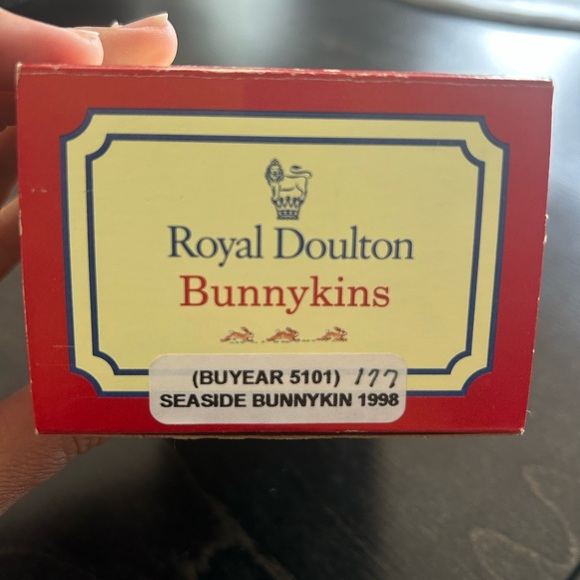 Royal Doulton
Bunnykins
(BUYEAR 5101) 177
SEASIDE BUNNYKIN 1998